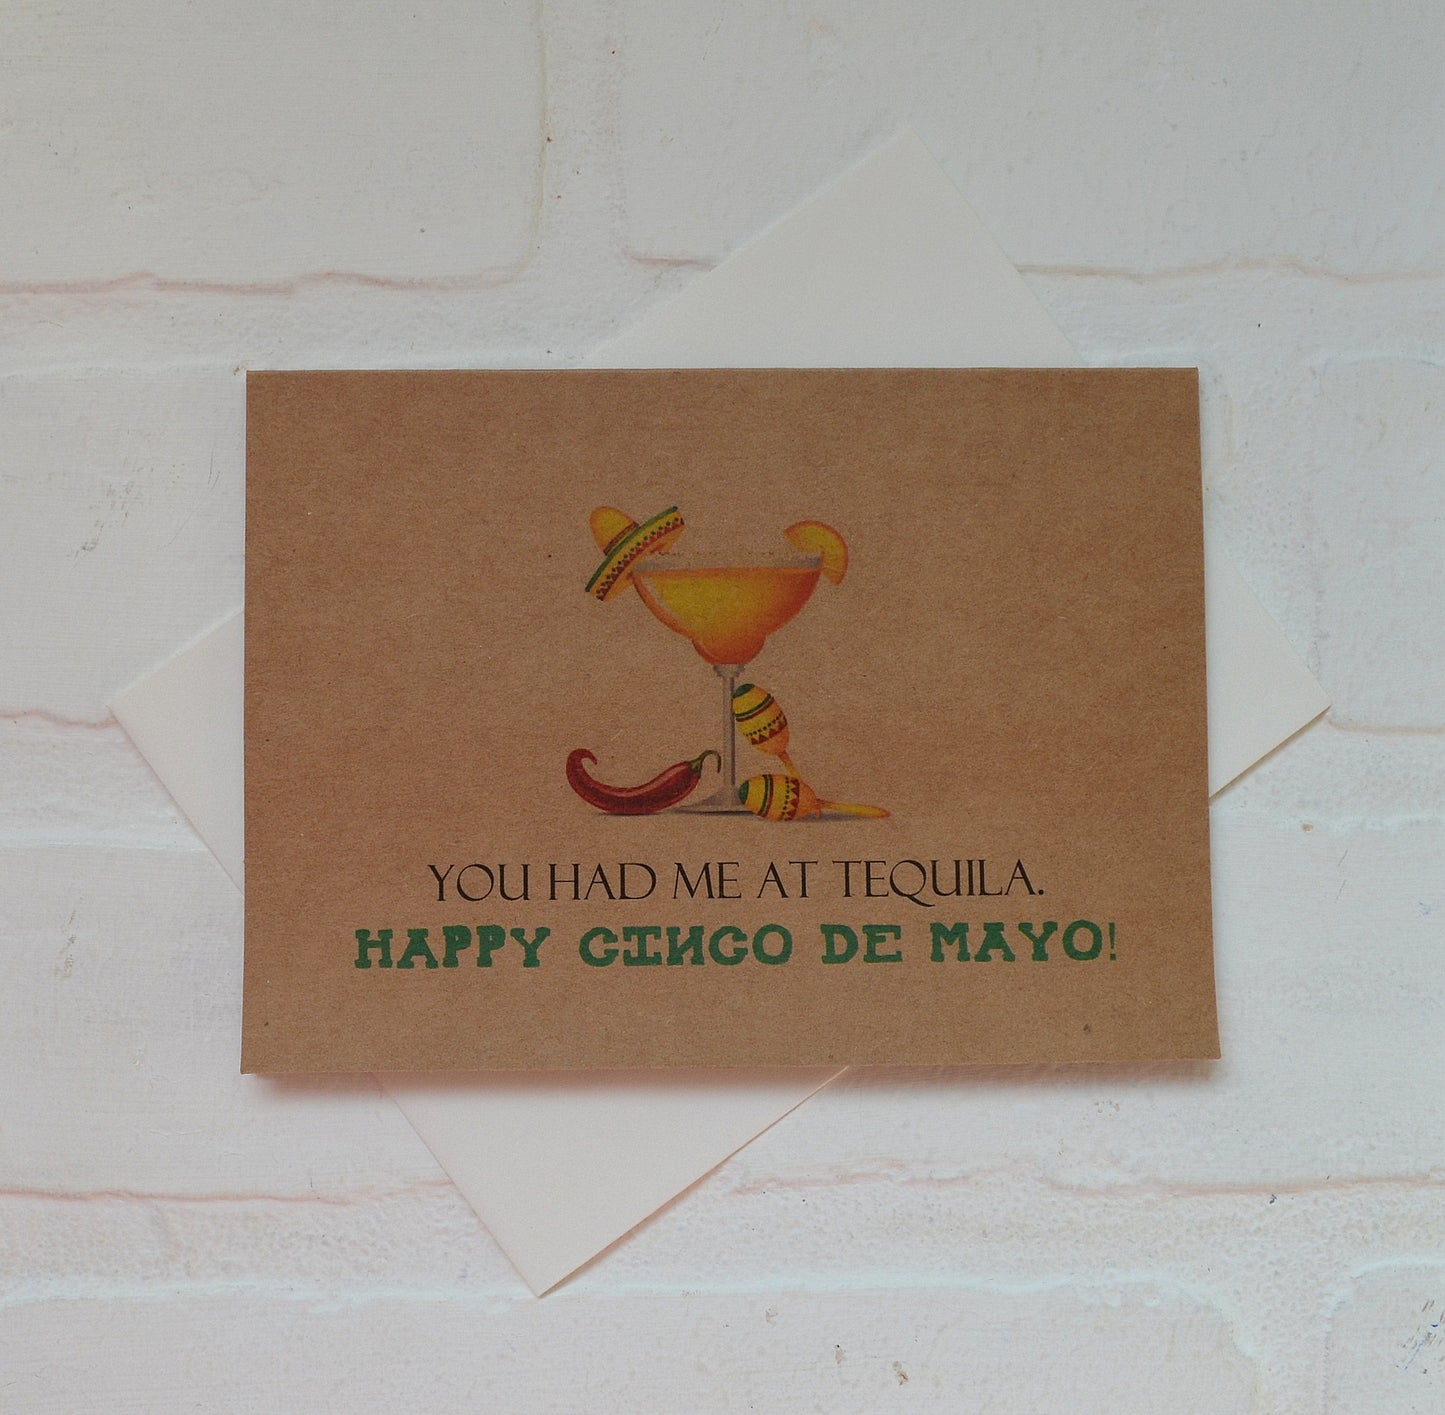 YOU HAD ME AT TEQUILA.
HAPPY CINCO DE MAYO!